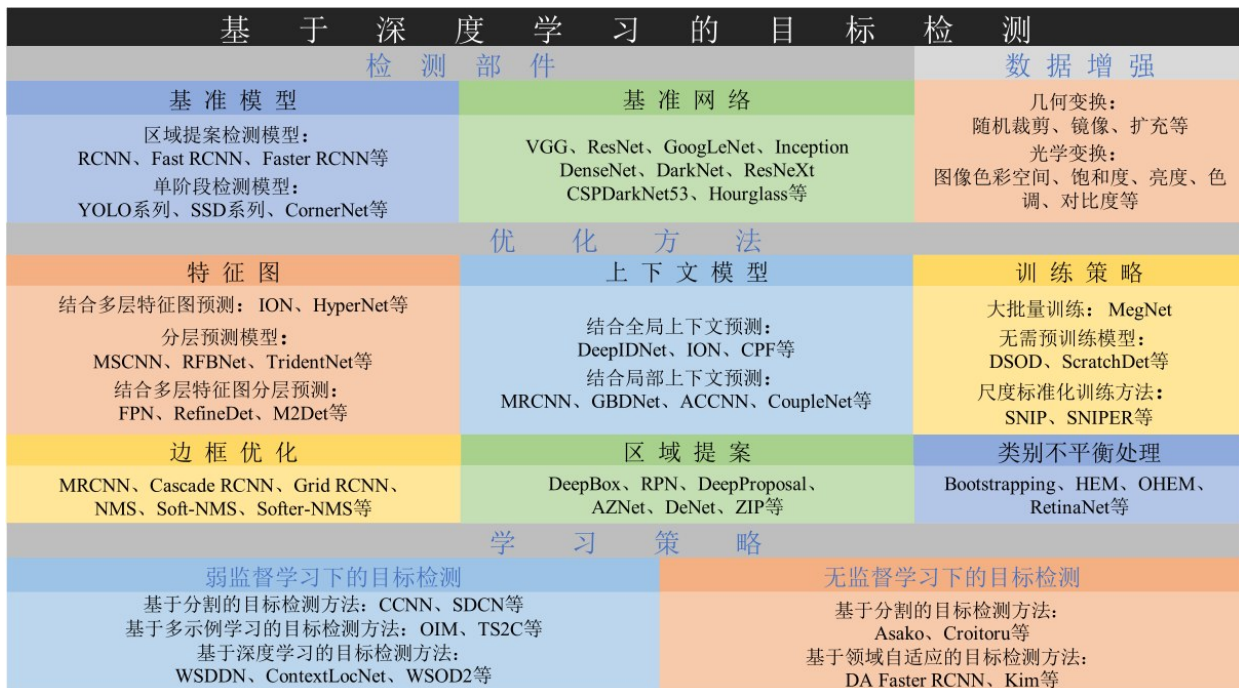 基于深度学习的目标检测
检测部件
数据增强
基准模型
区域提案检测模型：
RCNN、Fast RCNN、Faster RCNN等
单阶段检测模型：
YOLO系列、SSD系列、CornerNet等
基准网络
VGG、ResNet、GoogLeNet、Inception
DenseNet、DarkNet、ResNeXt
CSPDarkNet53、Hourglass等
几何变换：
随机裁剪、镜像、扩充等
光学变换：
图像色彩空间、饱和度、亮度、色
调、对比度等
优化方法
特征图
结合多层特征图预测：ION、HyperNet等
分层预测模型：
MSCNN、RFBNet、TridentNet等
结合多层特征图分层预测：
FPN、RefineDet、M2Det等
上下文模型
结合全局上下文预测：
DeepIDNet、ION、CPF等
结合局部上下文预测：
MRCNN、GBDNet、ACCNN、CoupleNet等
训练策略
大批量训练：MegNet
无需预训练模型：
DSOD、ScratchDet等
尺度标准化训练方法：
SNIP、SNIPER等
边框优化
MRCNN、Cascade RCNN、Grid RCNN、
NMS、Soft-NMS、Softer-NMS等
区域提案
DeepBox、RPN、DeepProposal、
AZNet、DeNet、ZIP等
类别不平衡处理
Bootstrapping、HEM、OHEM、
RetinaNet等
学习策略
弱监督学习下的目标检测
基于分割的目标检测方法：CCNN、SDCN等
基于多示例学习的目标检测方法：OIM、TS2C等
基于深度学习的目标检测方法：
WSDDN、ContextLocNet、WSOD2等
无监督学习下的目标检测
基于分割的目标检测方法：
Asako、Croitoru等
基于领域自适应的目标检测方法：
DA Faster RCNN、Kim等